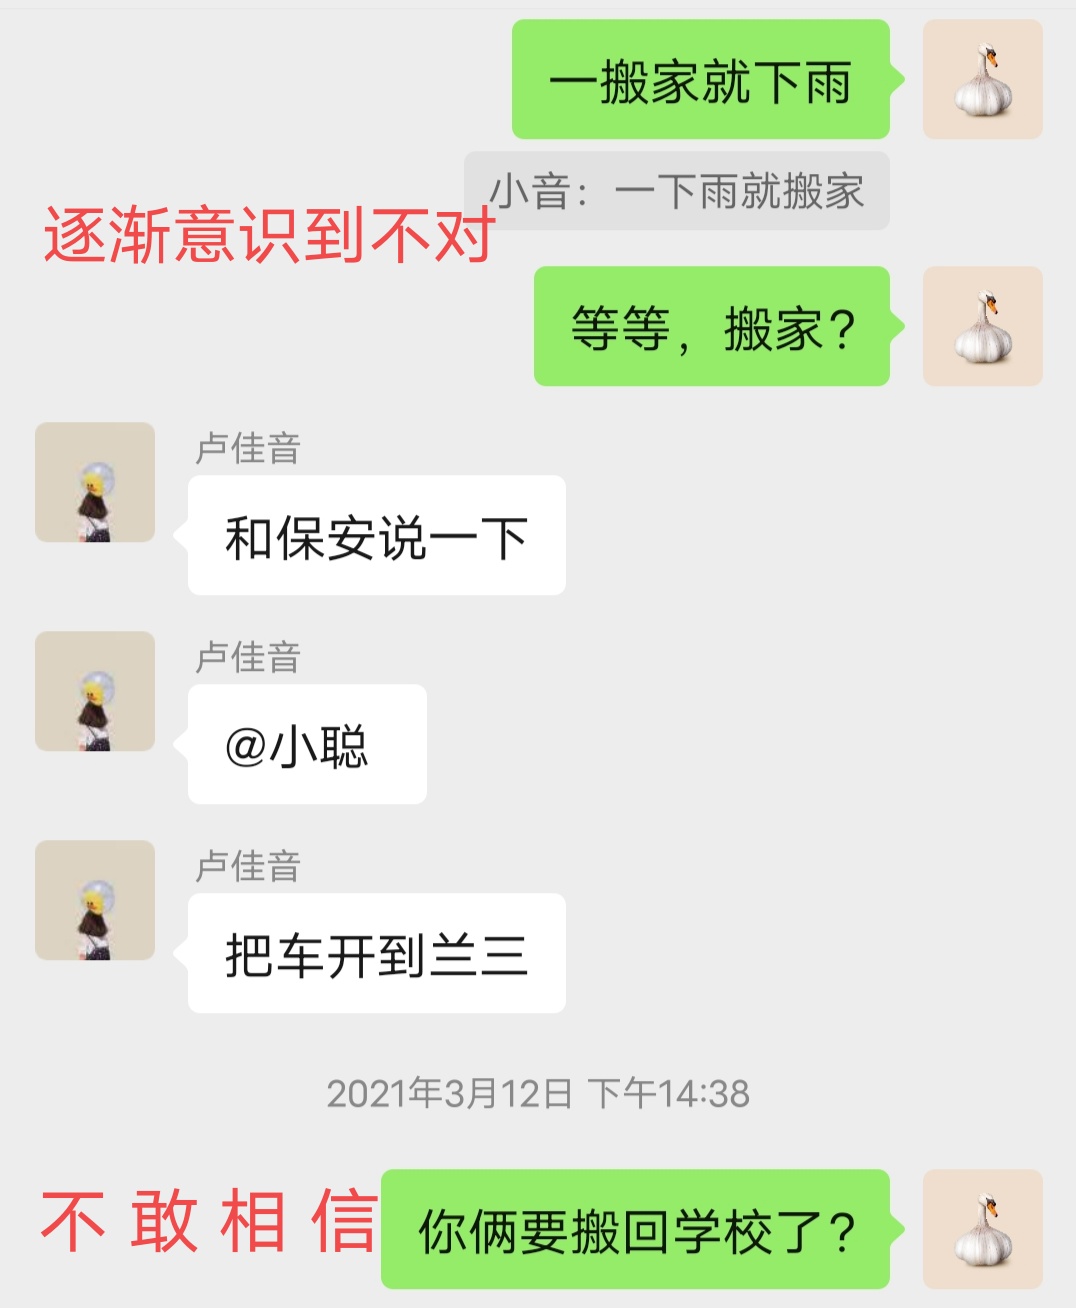 一搬家就下雨
小音：一下雨就搬家
逐渐意识到不对
等等，搬家？
卢佳音
和保安说一下
卢佳音
@小聪
卢佳音
把车开到兰三
2021年3月12日 下午14:38
不敢相信
你俩要搬回学校了？